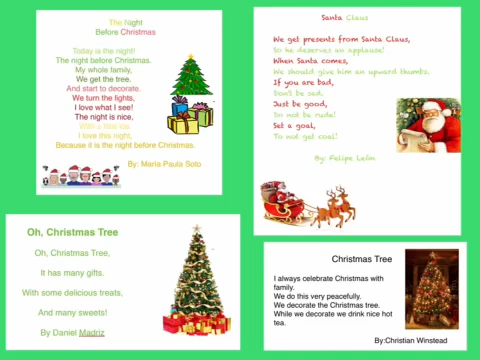 The Night
Before Christmas
Today is the night!
The night before Christmas.
My whole family,
We get the tree.
And start to decorate.
We turn the lights,
I love what I see!
The night is nice,
With a little ice.
I love this night,
Because it is the night before Christmas.
By: Maria Paula Soto
Santa Claus
We get presents from Santa Claus,
So he deserves an applause!
When Santa comes,
We should give him an upward thumbs.
If you are bad,
Don't be sad.
Just be good,
So not be rude!
Set a goal,
To not get coal!
By: Felipe León
Oh, Christmas Tree
Oh, Christmas Tree,
It has many gifts.
With some delicious treats,
And many sweets!
By Daniel Madriz
Christmas Tree
I always celebrate Christmas with
family.
We do this very peacefully.
We decorate the Christmas tree.
While we decorate we drink nice hot
tea.
By:Christian Winstead